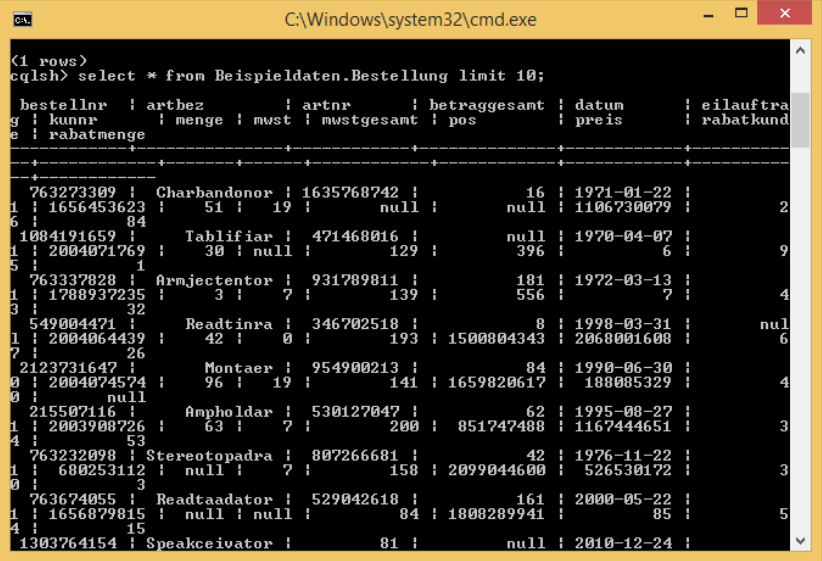 C:\Windows\system32\cmd.exe
(1 rows)
cqlsh> select * from Beispieldaten.Bestellung limit 10;
 bestellnr  | artbez         | artnr      | betraggesamt | datum      | eilauftra
g | kunnr      | menge | mwst | mwstgesamt | pos        | preis      | rabatkund
e | rabatmenge
------------+----------------+------------+--------------+------------+----------
--+------------+-------+------+------------+------------+------------+----------
--+------------
  763273309 |   Charbandonor | 1635768742 |           16 | 1971-01-22 |
1 | 1656453623 |    51 |   19 |       null |       null | 1106730079 |         2
6 |         84
 1084191659 |      Tablifiar |  471468016 |         null | 1970-04-07 |
1 | 2004071769 |    30 | null |        129 |        396 |          6 |         9
5 |          1
  763337828 |   Armjectentor |  931789811 |          181 | 1972-03-13 |
1 | 1788937235 |     3 |    7 |        139 |        556 |          7 |         4
3 |         32
  549004471 |      Readtinra |  346702518 |            8 | 1998-03-31 |       nul
l | 2004064439 |    42 |    0 |        193 | 1500804343 | 2068001608 |         6
7 |         26
 2123731647 |        Montaer |  954900213 |           84 | 1990-06-30 |
0 | 2004074574 |    96 |   19 |        141 | 1659820617 |  188085329 |         4
0 |       null
  215507116 |      Ampholdar |  530127047 |           62 | 1995-08-27 |
1 | 2003908726 |    63 |    7 |        200 |  851747488 | 1167444651 |         3
4 |         53
  763232098 | Stereotopadra |  807266681 |           42 | 1976-11-22 |
1 |  680253112 |  null |    7 |        158 | 2099044600 |  526530172 |         3
0 |          3
  763674055 |   Readtaadator |  529042618 |          161 | 2000-05-22 |
1 | 1656879815 |  null | null |         84 | 1808289941 |         85 |         5
4 |         15
 1303764154 | Speakceivator |         81 |         null | 2010-12-24 |